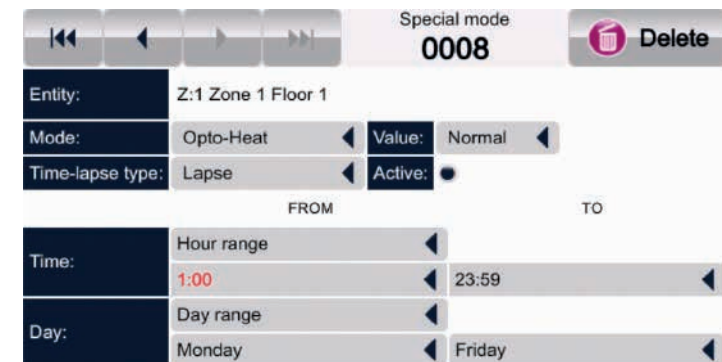 Special mode
0008
Delete
Entity: Z:1 Zone 1 Floor 1
Mode: Opto-Heat Value: Normal
Time-lapse type: Lapse Active:
FROM TO
Time: Hour range
1:00 23:59
Day: Day range
Monday Friday